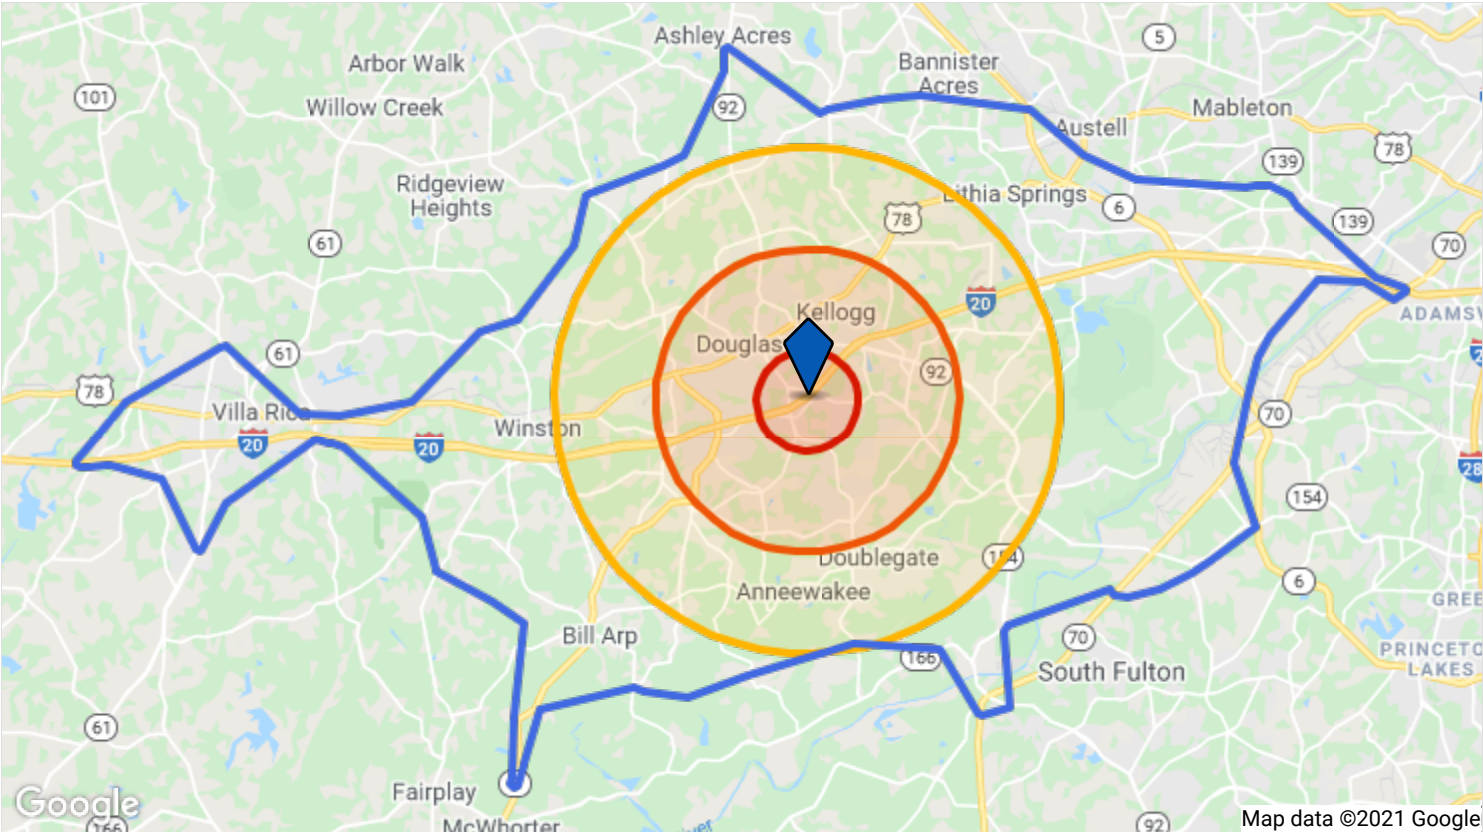 Ashley Acres
5
Arbor Walk
Bannister
Acres
101
Willow Creek
92
Mableton
Austell
78
139
Ridgeview
Heights
Lithia Springs
6
78
139
61
70
20
Kellogg
ADAMSV
Douglas
61
92
78
Villa Rica
70
Winston
20
20
28
154
Doublegate
154
Anneewakee
6
GREE
Bill Arp
70
166
PRINCETO
LAKES
South Fulton
61
Fairplay
Google
166
McWhorter
92
Map data ©2021 Google